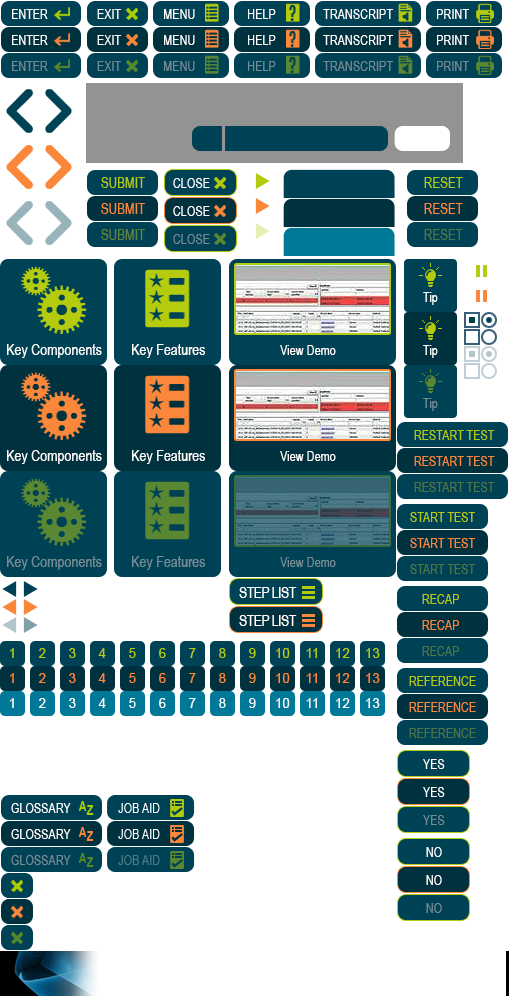 ENTER EXIT MENU HELP TRANSCRIPT PRINT
ENTER EXIT MENU HELP TRANSCRIPT PRINT
ENTER EXIT MENU HELP TRANSCRIPT PRINT
SUBMIT CLOSE RESET
SUBMIT CLOSE RESET
SUBMIT CLOSE RESET
Tip
Key Components Key Features View Demo Tip
Tip
RESTART TEST
Key Components Key Features View Demo RESTART TEST
RESTART TEST
START TEST
START TEST
Key Components Key Features View Demo START TEST
STEP LIST RECAP
STEP LIST RECAP
RECAP
1 2 3 4 5 6 7 8 9 10 11 12 13
1 2 3 4 5 6 7 8 9 10 11 12 13
1 2 3 4 5 6 7 8 9 10 11 12 13
REFERENCE
REFERENCE
REFERENCE
YES
YES
GLOSSARY AZ JOB AID YES
GLOSSARY AZ JOB AID
GLOSSARY AZ JOB AID
NO
NO
NO